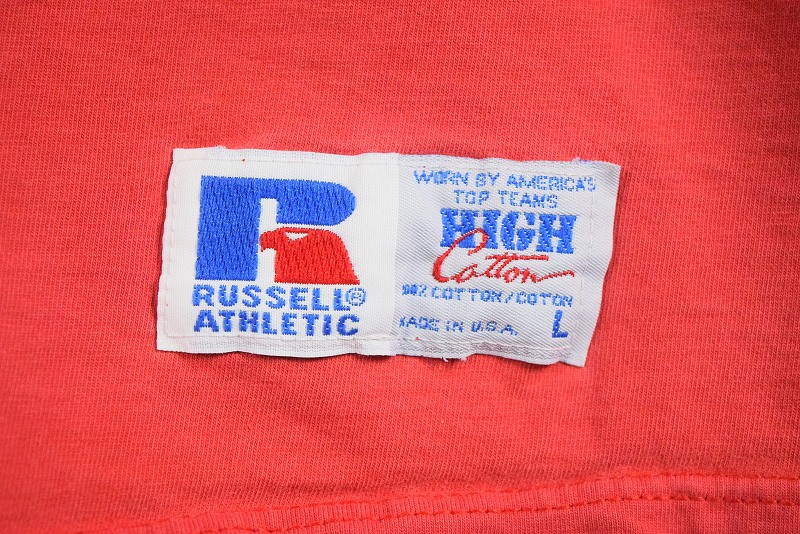 R
RUSSELL®
ATHLETIC
WORN BY AMERICA'S
TOP TEAMS
HIGH
Cotton
COTTON/COTON
MADE IN U.S.A.
L